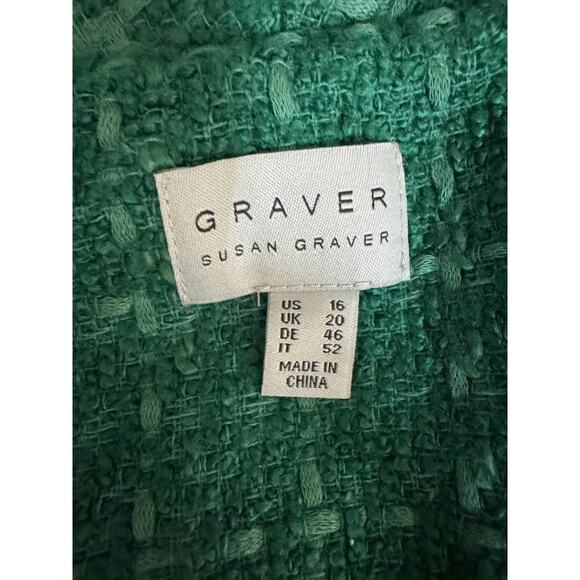 GRAVER
SUSAN GRAVER
US 16
UK 20
DE 46
IT 52
MADE IN
CHINA